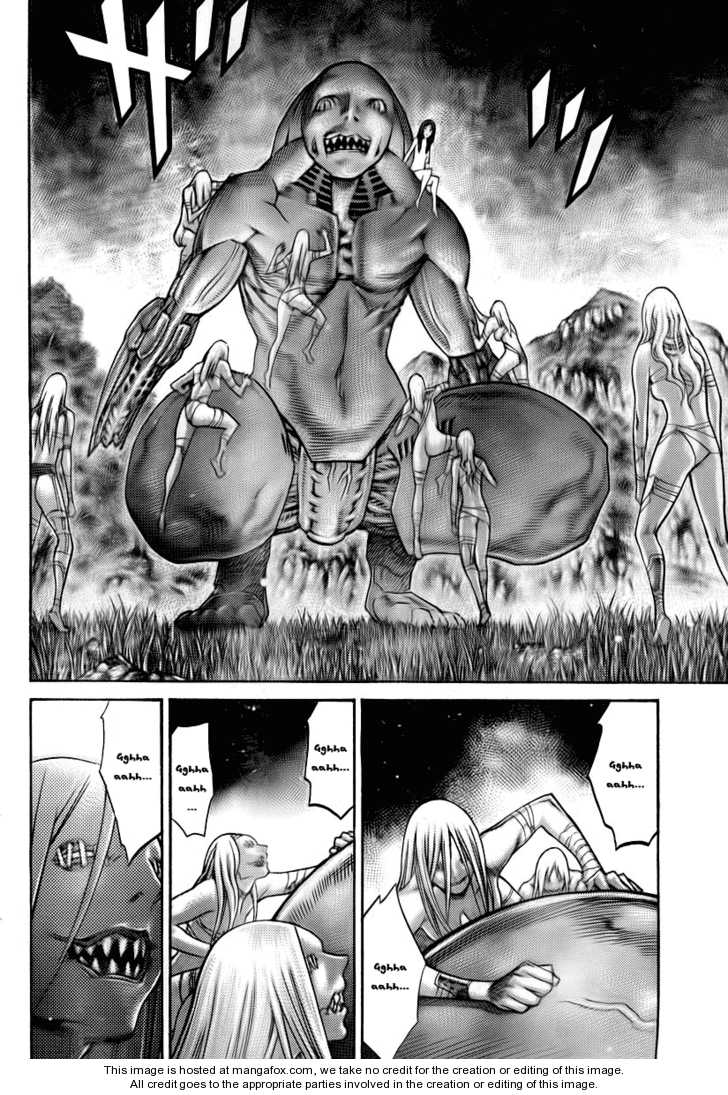 Gghha
aahh...
Gghha
aahh...
Gghha
aahh...
Gghha
aahh
...
Gghha
aahh...
This image is hosted at mangafox.com, we take no credit for the creation or editing of this image.
All credit goes to the appropriate parties involved in the creation or editing of this image.